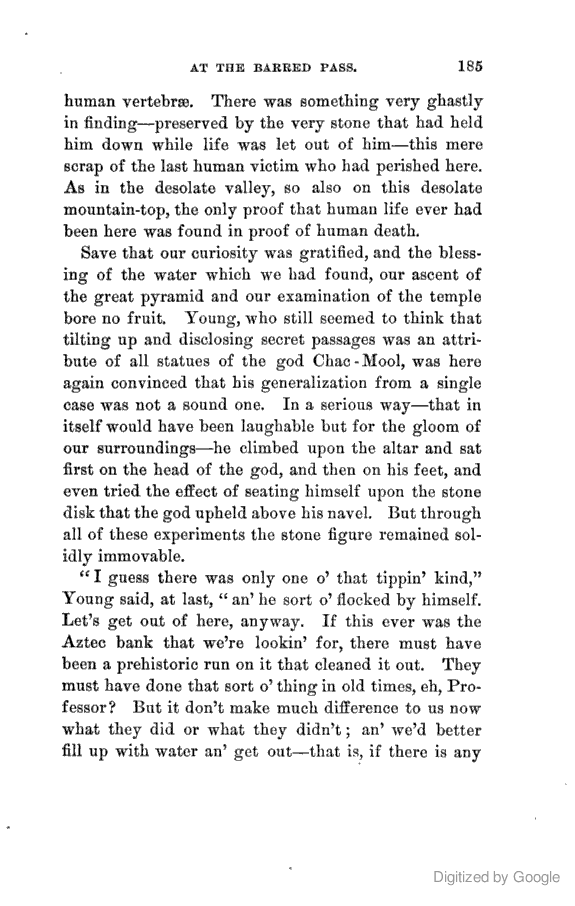 AT THE BARRED PASS. 185
human vertebræ. There was something very ghastly
in finding—preserved by the very stone that had held
him down while life was let out of him—this mere
scrap of the last human victim who had perished here.
As in the desolate valley, so also on this desolate
mountain-top, the only proof that human life ever had
been here was found in proof of human death.
Save that our curiosity was gratified, and the bless-
ing of the water which we had found, our ascent of
the great pyramid and our examination of the temple
bore no fruit. Young, who still seemed to think that
tilting up and disclosing secret passages was an attri-
bute of all statues of the god Chac-Mool, was here
again convinced that his generalization from a single
case was not a sound one. In a serious way—that in
itself would have been laughable but for the gloom of
our surroundings—he climbed upon the altar and sat
first on the head of the god, and then on his feet, and
even tried the effect of seating himself upon the stone
disk that the god upheld above his navel. But through
all of these experiments the stone figure remained sol-
idly immovable.
“I guess there was only one o’ that tippin’ kind,”
Young said, at last, “an’ he sort o’ flocked by himself.
Let’s get out of here, anyway. If this ever was the
Aztec bank that we’re lookin’ for, there must have
been a prehistoric run on it that cleaned it out. They
must have done that sort o’ thing in old times, eh, Pro-
fessor? But it don’t make much difference to us now
what they did or what they didn’t; an’ we’d better
fill up with water an’ get out—that is, if there is any
Digitized by Google